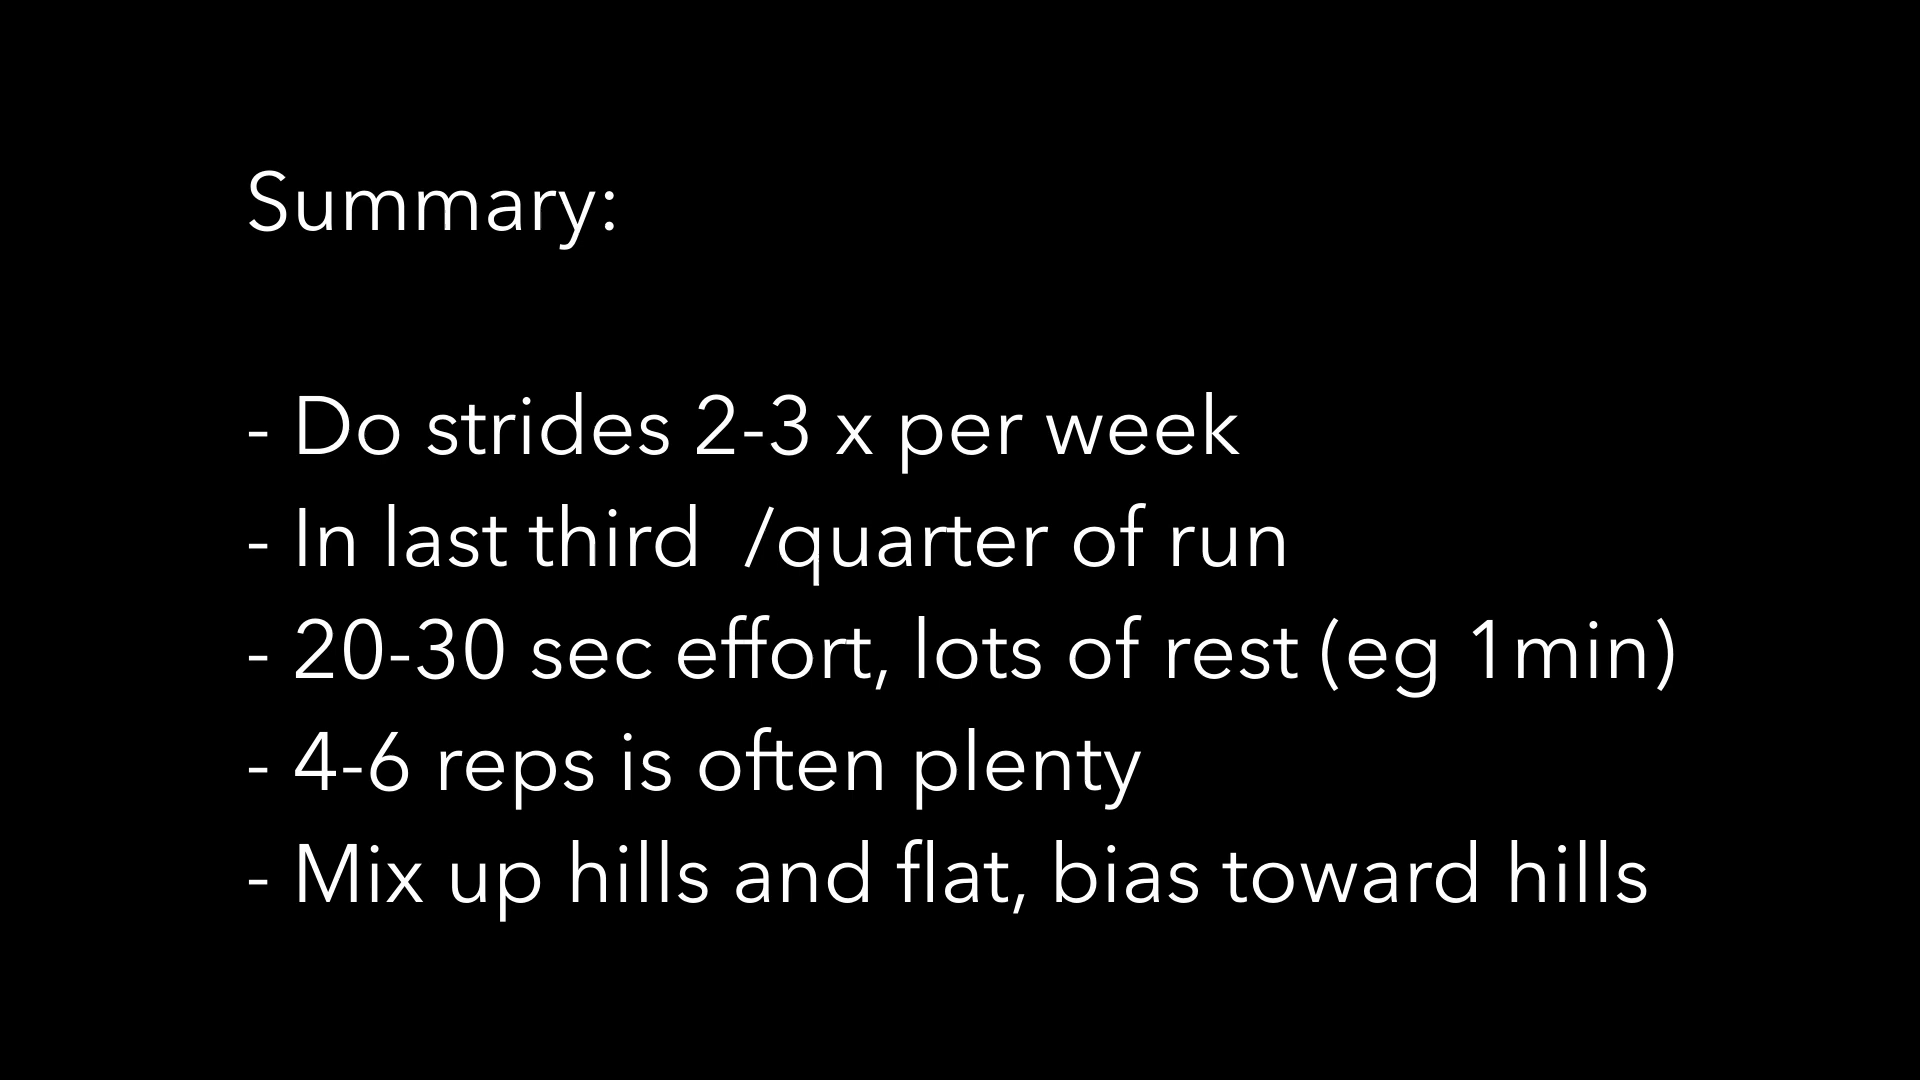 Summary:
- Do strides 2-3 x per week
- In last third  /quarter of run
- 20-30 sec effort, lots of rest (eg 1min)
- 4-6 reps is often plenty
- Mix up hills and flat, bias toward hills